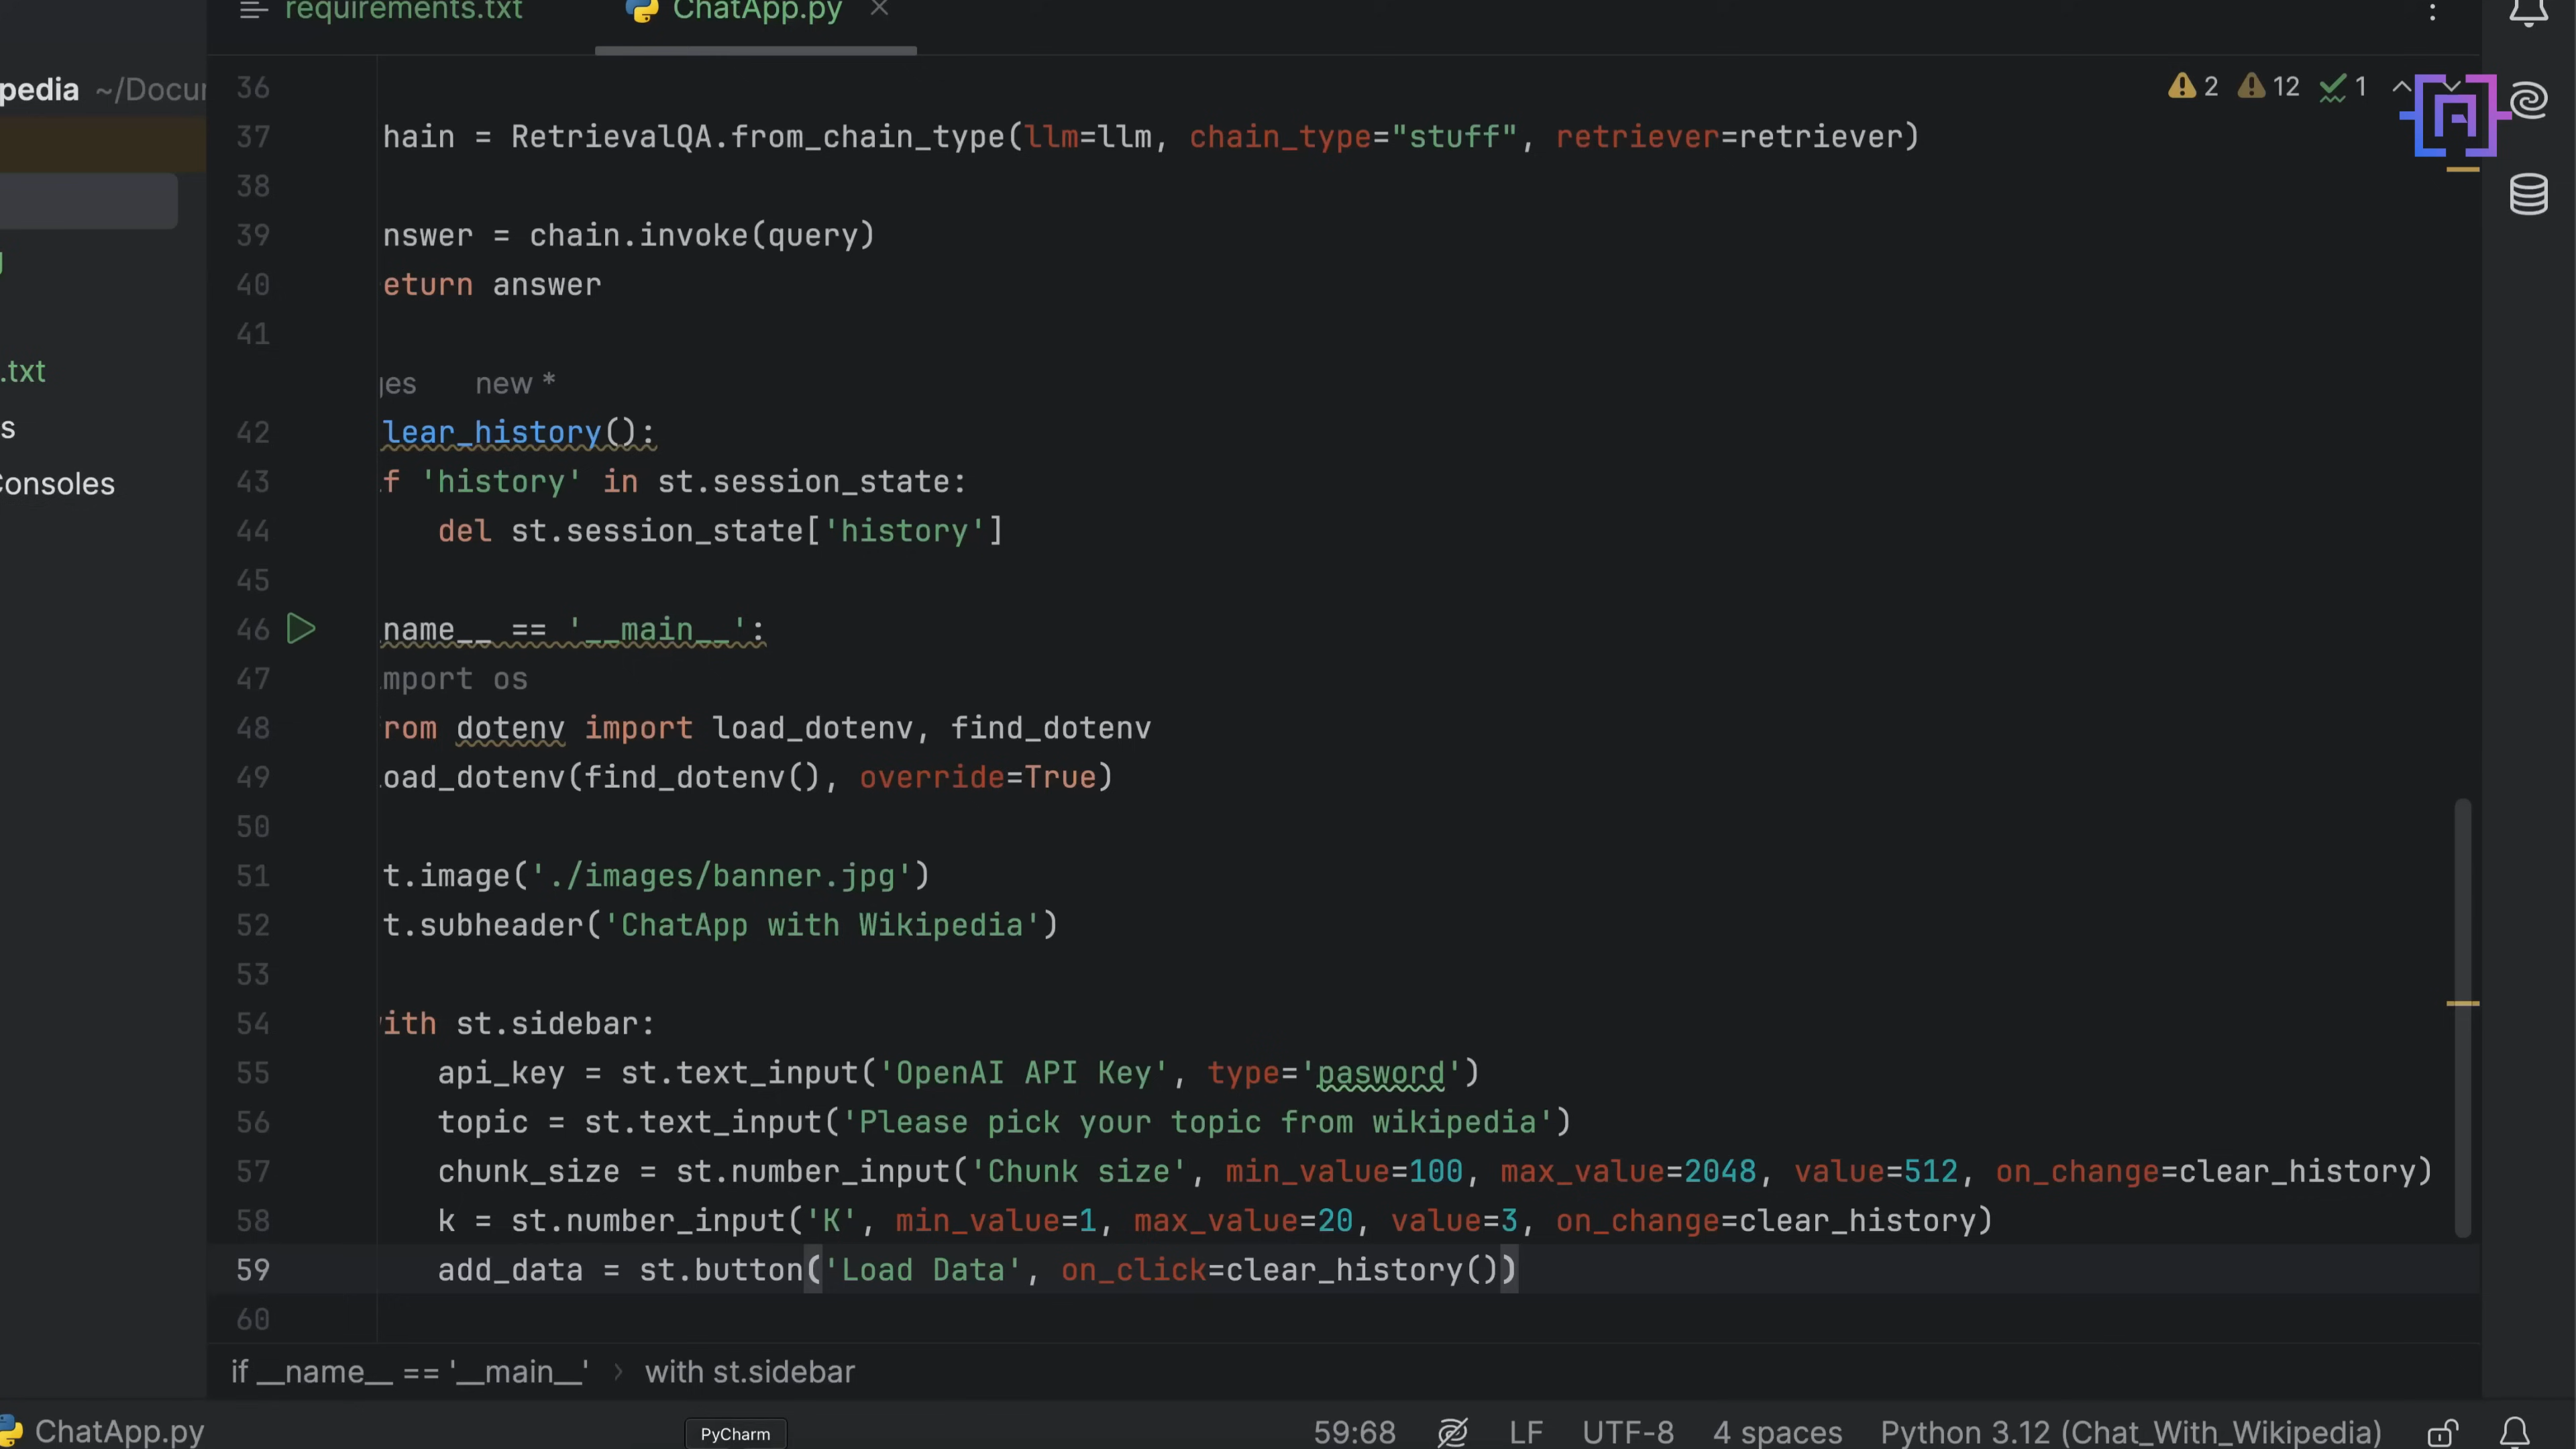 requirements.txt ChatApp.py
pedia ~/Docu
36 2 12 1
37 hain = RetrievalQA.from_chain_type(llm=llm, chain_type="stuff", retriever=retriever)
38
39 nswer = chain.invoke(query)
40 eturn answer
41
.txt
ges new *
42 lear_history():
s
43 f 'history' in st.session_state:
Consoles
44 del st.session_state['history']
45
46 name__ == '__main__':
47 mport os
48 rom dotenv import load_dotenv, find_dotenv
49 oad_dotenv(find_dotenv(), override=True)
50
51 t.image('./images/banner.jpg')
52 t.subheader('ChatApp with Wikipedia')
53
54 ith st.sidebar:
55 api_key = st.text_input('OpenAI API Key', type='pasword')
56 topic = st.text_input('Please pick your topic from wikipedia')
57 chunk_size = st.number_input('Chunk size', min_value=100, max_value=2048, value=512, on_change=clear_history)
58 k = st.number_input('K', min_value=1, max_value=20, value=3, on_change=clear_history)
59 add_data = st.button('Load Data', on_click=clear_history())
60
if __name__ == '__main__' > with st.sidebar
ChatApp.py PyCharm 59:68 LF UTF-8 4 spaces Python 3.12 (Chat_With_Wikipedia)